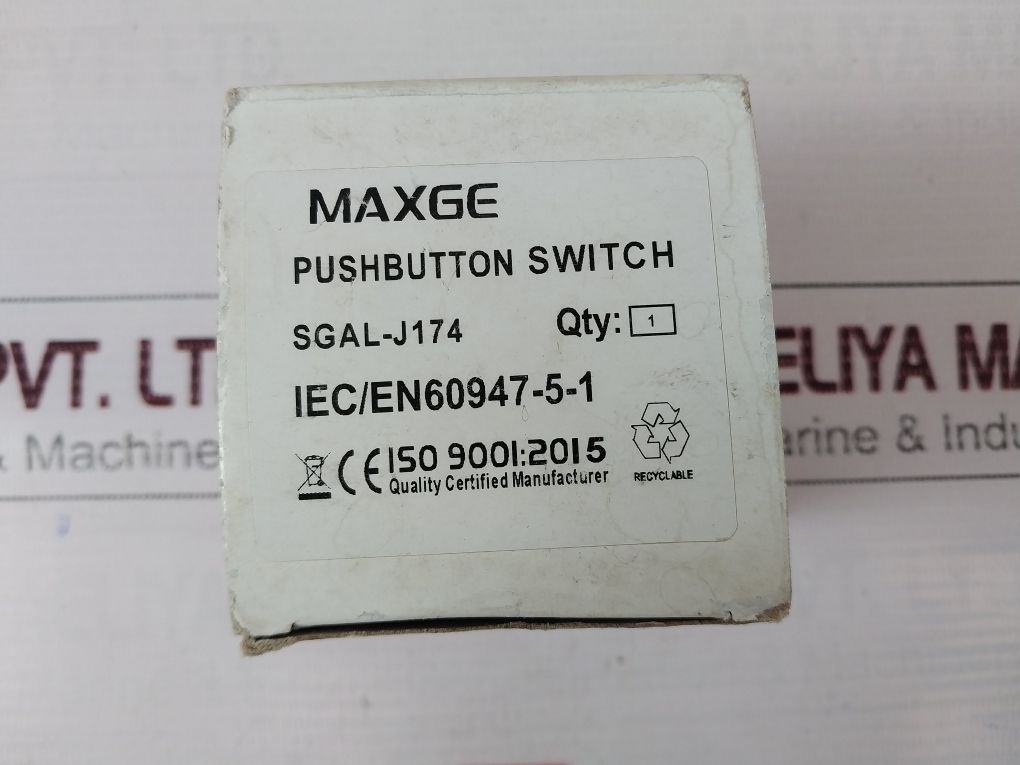 MAXGE
PUSHBUTTON SWITCH
SGAL-J174 Qty: 1
IEC/EN60947-5-1
CE ISO 9001:2015
Quality Certified Manufacturer
RECYCLABLE
PVT. LT
ELIYA MA
& Machine
arine & Indu